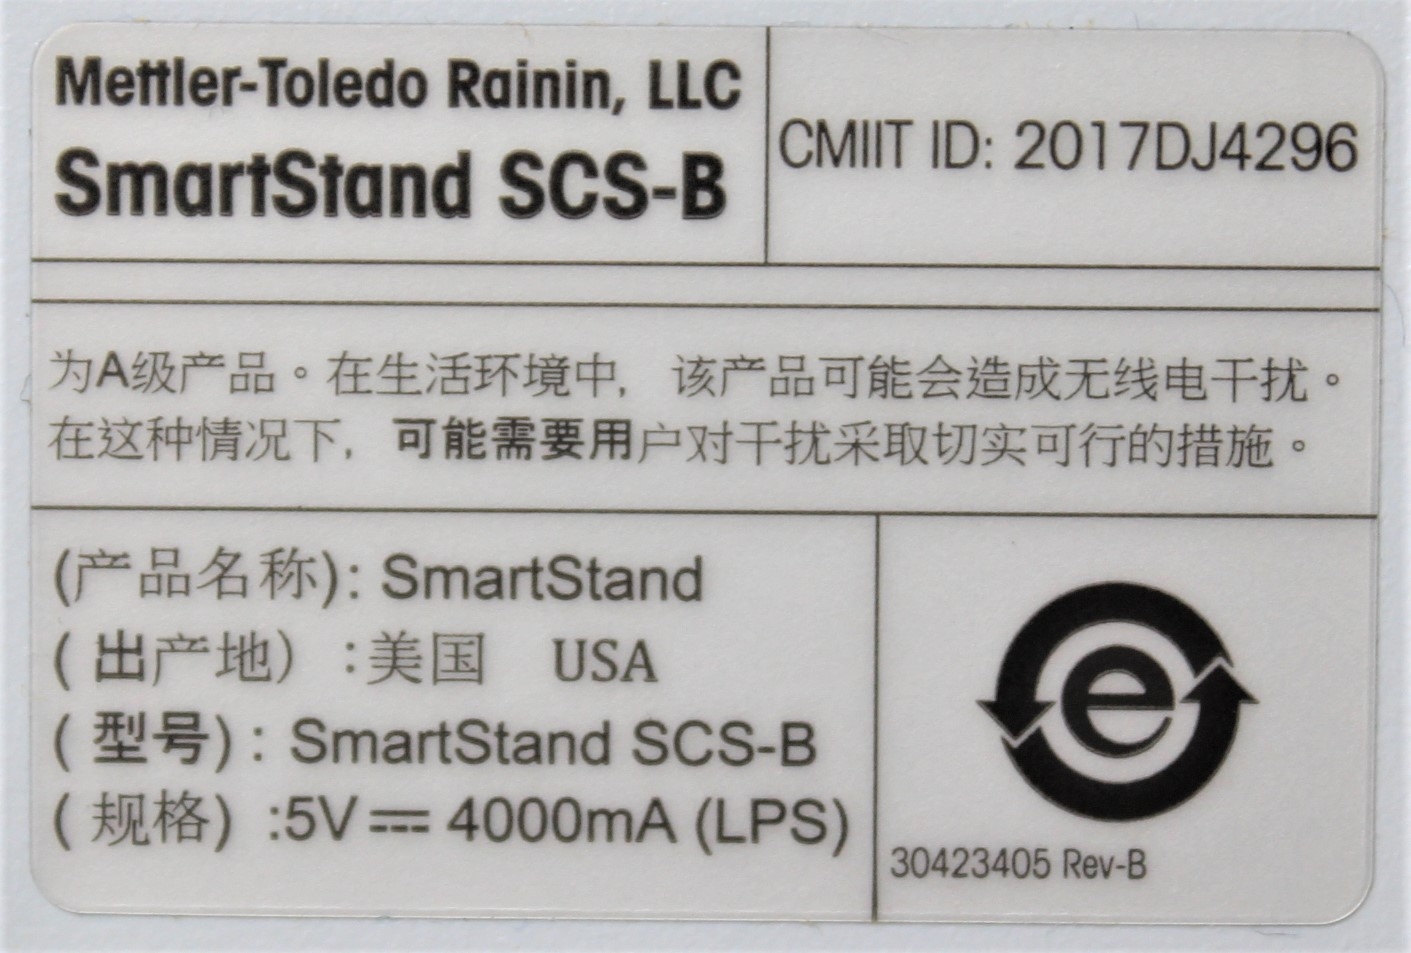 Mettler-Toledo Rainin, LLC
SmartStand SCS-B
CMIIT ID: 2017DJ4296
为A级产品。在生活环境中, 该产品可能会造成无线电干扰。
在这种情况下, 可能需要用户对干扰采取切实可行的措施。
(产品名称): SmartStand
( 出产地) :美国 USA
( 型号) : SmartStand SCS-B
( 规格) :5V⎓ 4000mA (LPS)
e
30423405 Rev-B